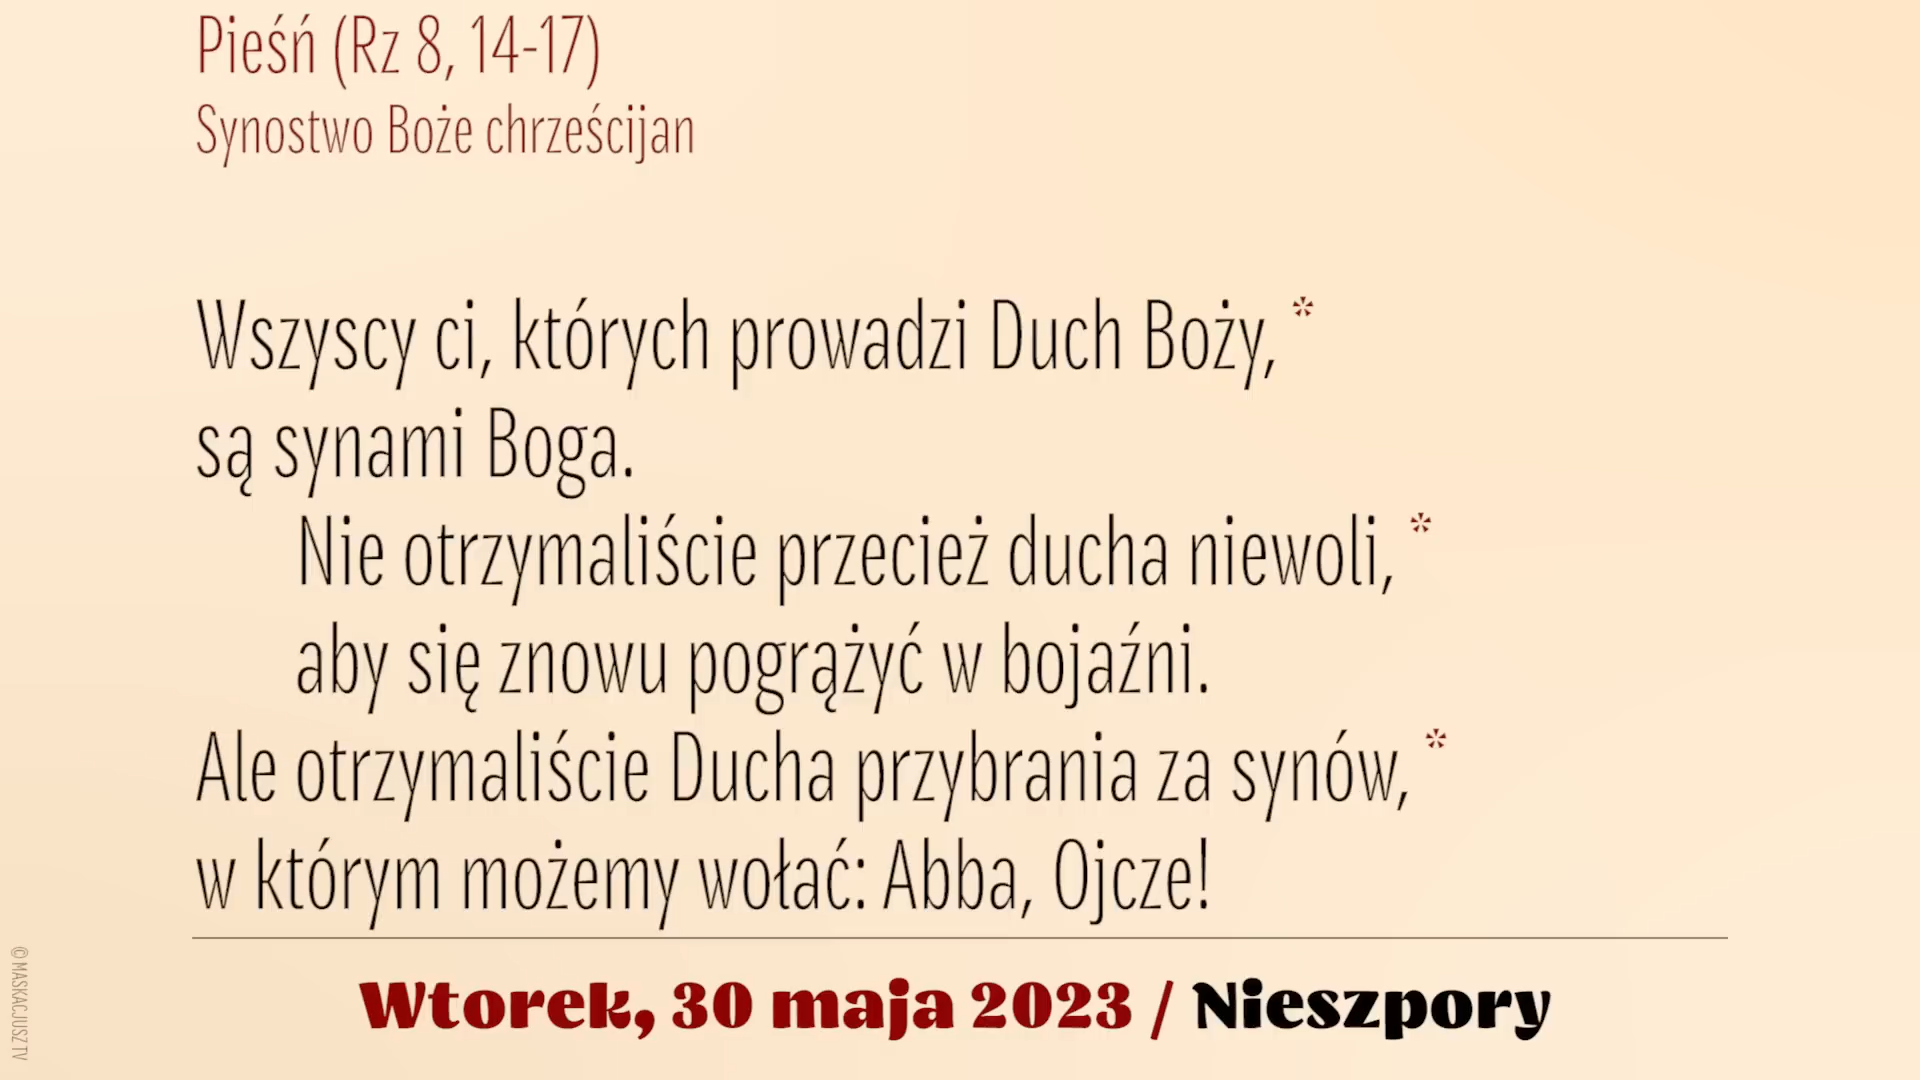 Pieśń (Rz 8, 14-17)
Synostwo Boże chrześcijan
Wszyscy ci, których prowadzi Duch Boży, *
są synami Boga.
Nie otrzymaliście przecież ducha niewoli, *
aby się znowu pogrążyć w bojaźni.
Ale otrzymaliście Ducha przybrania za synów, *
w którym możemy wołać: Abba, Ojcze!
Wtorek, 30 maja 2023 / Nieszpory
© MASKACJUSZ TV